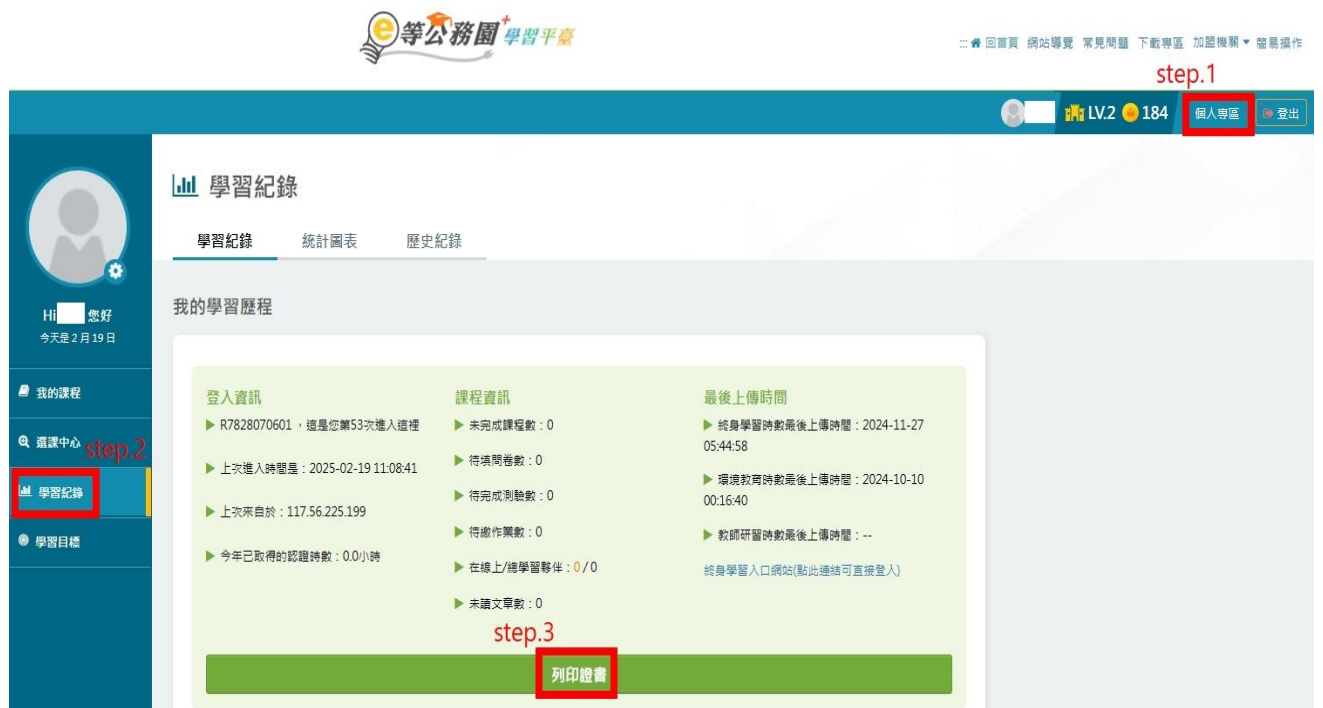 e等公務園+學習平臺
::: 回首頁 網站導覽 常見問題 下載專區 加盟機關 ▾ 簡易操作
step.1
LV.2 184 個人專區 登出
學習紀錄
學習紀錄 統計圖表 歷史紀錄
Hi 您好
今天是2月19日
我的課程
選課中心
step.2
學習紀錄
學習目標
我的學習歷程
登入資訊
R7828070601 ,這是您第53次進入這裡
上次進入時間是:2025-02-19 11:08:41
上次來自於:117.56.225.199
今年已取得的認證時數:0.0小時
課程資訊
未完成課程數:0
待填問卷數:0
待完成測驗數:0
待繳作業數:0
在線上/總學習夥伴:0/0
未讀文章數:0
最後上傳時間
終身學習時數最後上傳時間:2024-11-27
05:44:58
環境教育時數最後上傳時間:2024-10-10
00:16:40
教師研習時數最後上傳時間:--
終身學習入口網站(點此連結可直接登入)
step.3
列印證書